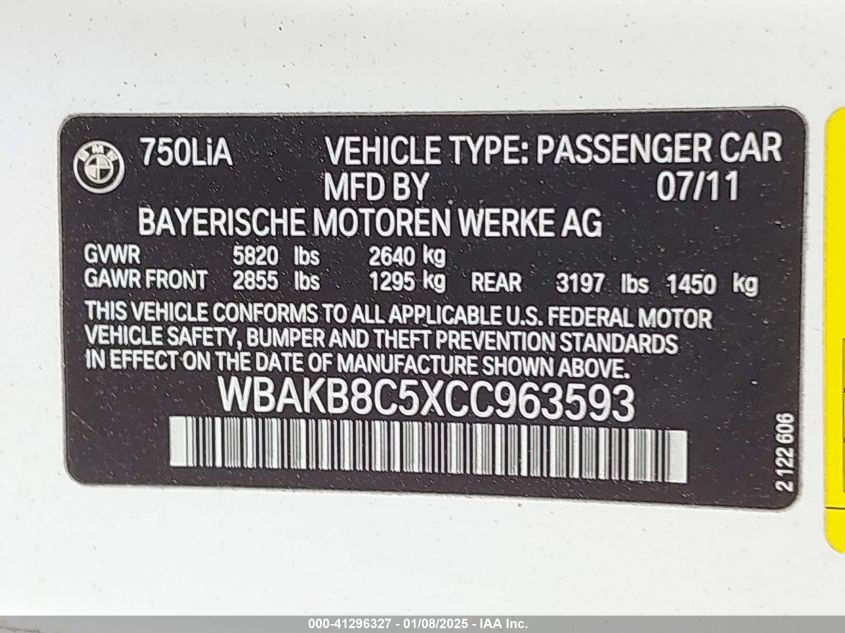 BMW
750LiA VEHICLE TYPE: PASSENGER CAR
MFD BY 07/11
BAYERISCHE MOTOREN WERKE AG
GVWR 5820 lbs 2640 kg
GAWR FRONT 2855 lbs 1295 kg REAR 3197 lbs 1450 kg
THIS VEHICLE CONFORMS TO ALL APPLICABLE U.S. FEDERAL MOTOR
VEHICLE SAFETY, BUMPER AND THEFT PREVENTION STANDARDS
IN EFFECT ON THE DATE OF MANUFACTURE SHOWN ABOVE.
WBAKB8C5XCC963593
2 122 606
000-41296327 - 01/08/2025 - IAA, Inc.